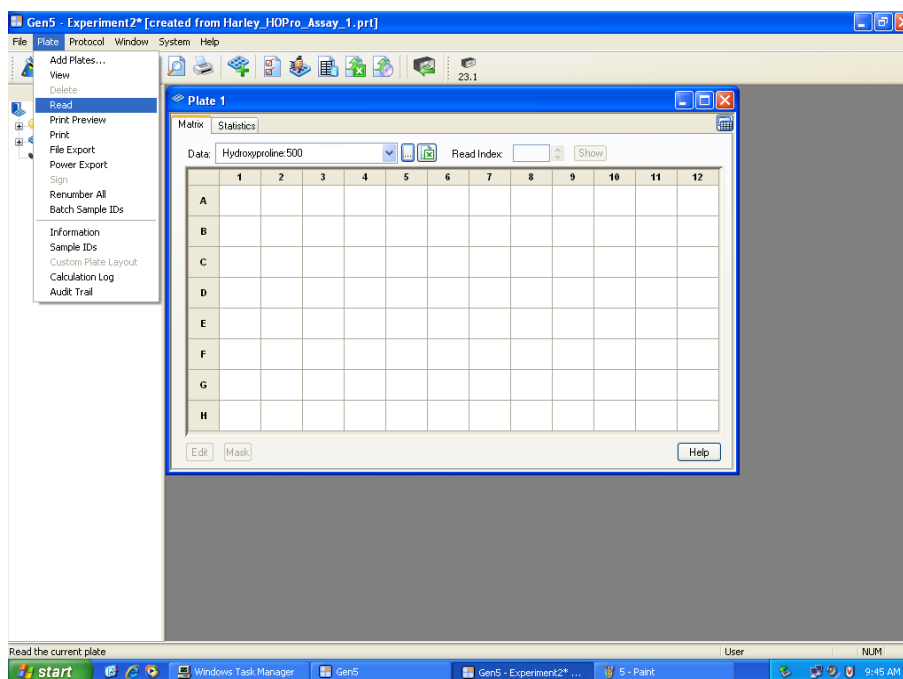 Gen5 - Experiment2* [created from Harley_HOPro_Assay_1.prt]
File Plate Protocol Window System Help
Add Plates...
View
Delete
Read
Print Preview
Print
File Export
Power Export
Sign
Renumber All
Batch Sample IDs
Information
Sample IDs
Custom Plate Layout
Calculation Log
Audit Trail
23.1
Plate 1
Matrix Statistics
Data: Hydroxyproline:500 ... Read Index: Show
1 2 3 4 5 6 7 8 9 10 11 12
A
B
C
D
E
F
G
H
Edit Mask Help
Read the current plate User NUM
start Windows Task Manager Gen5 Gen5 - Experiment2* ... 5 - Paint 9:45 AM